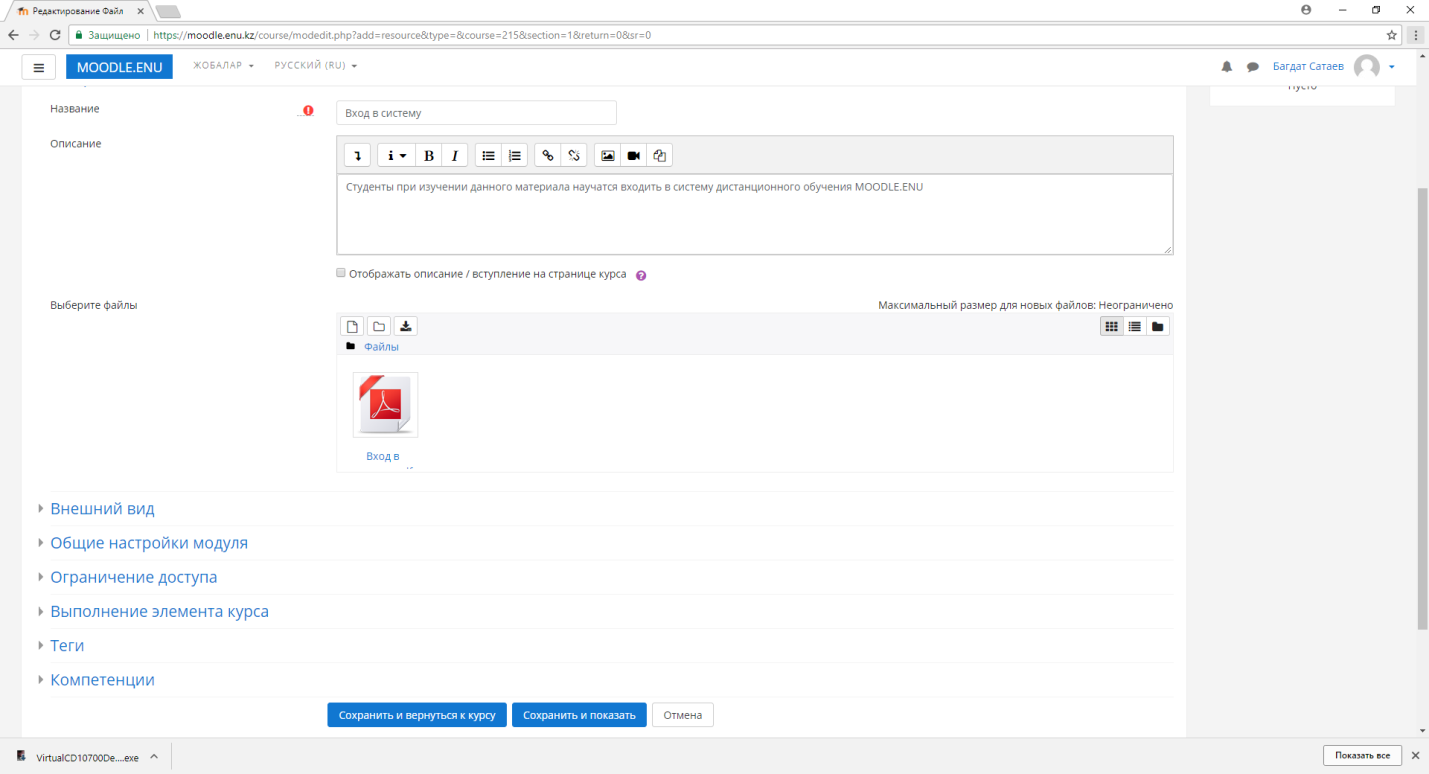 Редактирование Файл
Защищено
https://moodle.enu.kz/course/modedit.php?add=resource&type=&course=215&section=1&return=0&sr=0
MOODLE.ENU ЖОБАЛАР РУССКИЙ (RU) Багдат Сатаев
Пусто
Название
Вход в систему
Описание
B I
Студенты при изучении данного материала научатся входить в систему дистанционного обучения MOODLE.ENU
Отображать описание / вступление на странице курса
Выберите файлы
Максимальный размер для новых файлов: Неограничено
Файлы
Вход в
Внешний вид
Общие настройки модуля
Ограничение доступа
Выполнение элемента курса
Теги
Компетенции
Сохранить и вернуться к курсу Сохранить и показать Отмена
VirtualCD10700De....exe Показать все